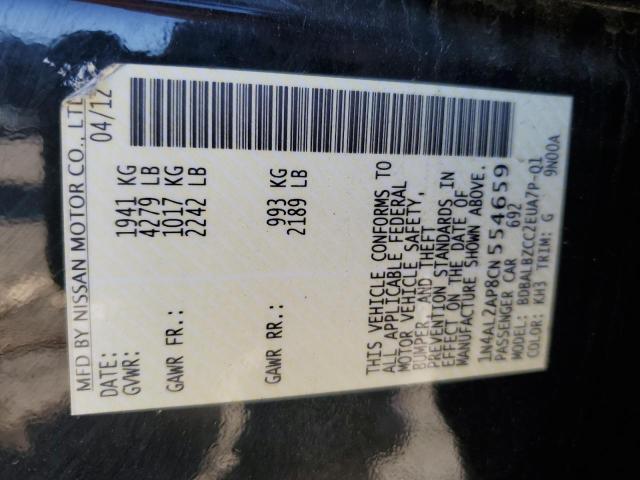 MFD BY NISSAN MOTOR CO., LTD
DATE: 04/12
GVWR: 1941 KG
4279 LB
GAWR FR.: 1017 KG
2242 LB
GAWR RR.: 993 KG
2189 LB
THIS VEHICLE CONFORMS TO
ALL APPLICABLE FEDERAL
MOTOR VEHICLE SAFETY,
BUMPER, AND THEFT
PREVENTION STANDARDS IN
EFFECT ON THE DATE OF
MANUFACTURE SHOWN ABOVE.
1N4AL2AP8CN554659
PASSENGER CAR 692
MODEL: BDBALBZCC2EUA7P-Q1
COLOR: KH3 TRIM: G 9N00A